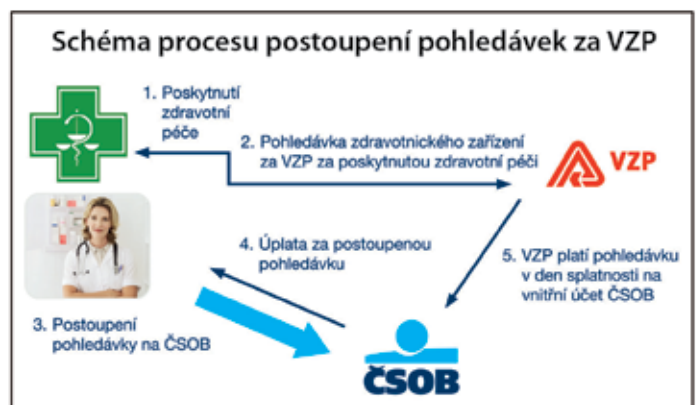 Schéma procesu postoupení pohledávek za VZP
1. Poskytnutí
zdravotní
péče
2. Pohledávka zdravotnického zařízení
za VZP za poskytnutou zdravotní péči
VZP
4. Úplata za postoupenou
pohledávku
5. VZP platí pohledávku
v den splatnosti na
vnitřní účet ČSOB
3. Postoupení
pohledávky na ČSOB
ČSOB